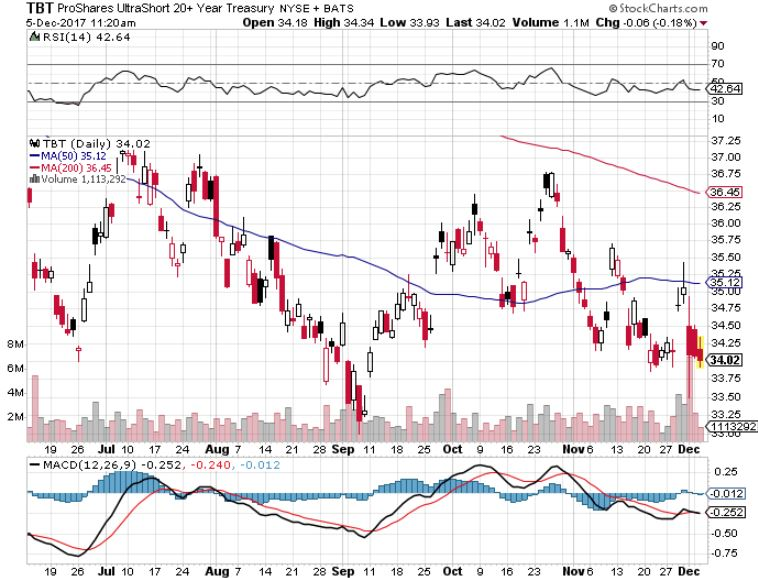 TBT ProShares UltraShort 20+ Year Treasury NYSE + BATS © StockCharts.com
5-Dec-2017 11:20am Open 34.18 High 34.34 Low 33.93 Last 34.02 Volume 1.1M Chg -0.06 (-0.18%)
RSI(14) 42.64
90
70
50
42.64
30
10
TBT (Daily) 34.02
MA(50) 35.12
MA(200) 36.45
Volume 1,113,292
37.25
37.00
36.75
36.45
36.25
36.00
35.75
35.50
35.25
35.12
35.00
34.75
34.50
34.25
34.02
33.75
33.50
33.25
1113292
33.00
8M
6M
4M
2M
19 26 Jul 10 17 24 Aug 7 14 21 28 Sep 11 18 25 Oct 9 16 23 Nov 6 13 20 27 Dec
MACD(12,26,9) -0.252, -0.240, -0.012
0.25
-0.012
-0.252
-0.50
-0.75
19 26 Jul 10 17 24 Aug 7 14 21 28 Sep 11 18 25 Oct 9 16 23 Nov 6 13 20 27 Dec